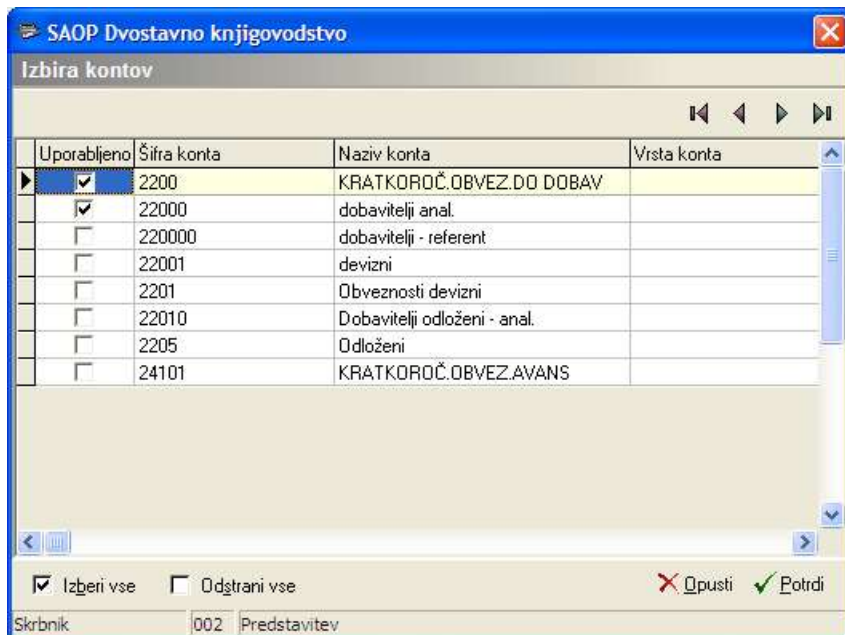 SAOP Dvostavno knjigovodstvo
Izbira kontov
Uporabljeno Šifra konta Naziv konta Vrsta konta
2200 KRATKOROČ.OBVEZ.DO DOBAV
22000 dobavitelji anal.
220000 dobavitelji - referent
22001 devizni
2201 Obveznosti devizni
22010 Dobavitelji odloženi - anal.
2205 Odloženi
24101 KRATKOROČ.OBVEZ.AVANS
Izberi vse Odstrani vse Opusti Potrdi
Skrbnik 002 Predstavitev